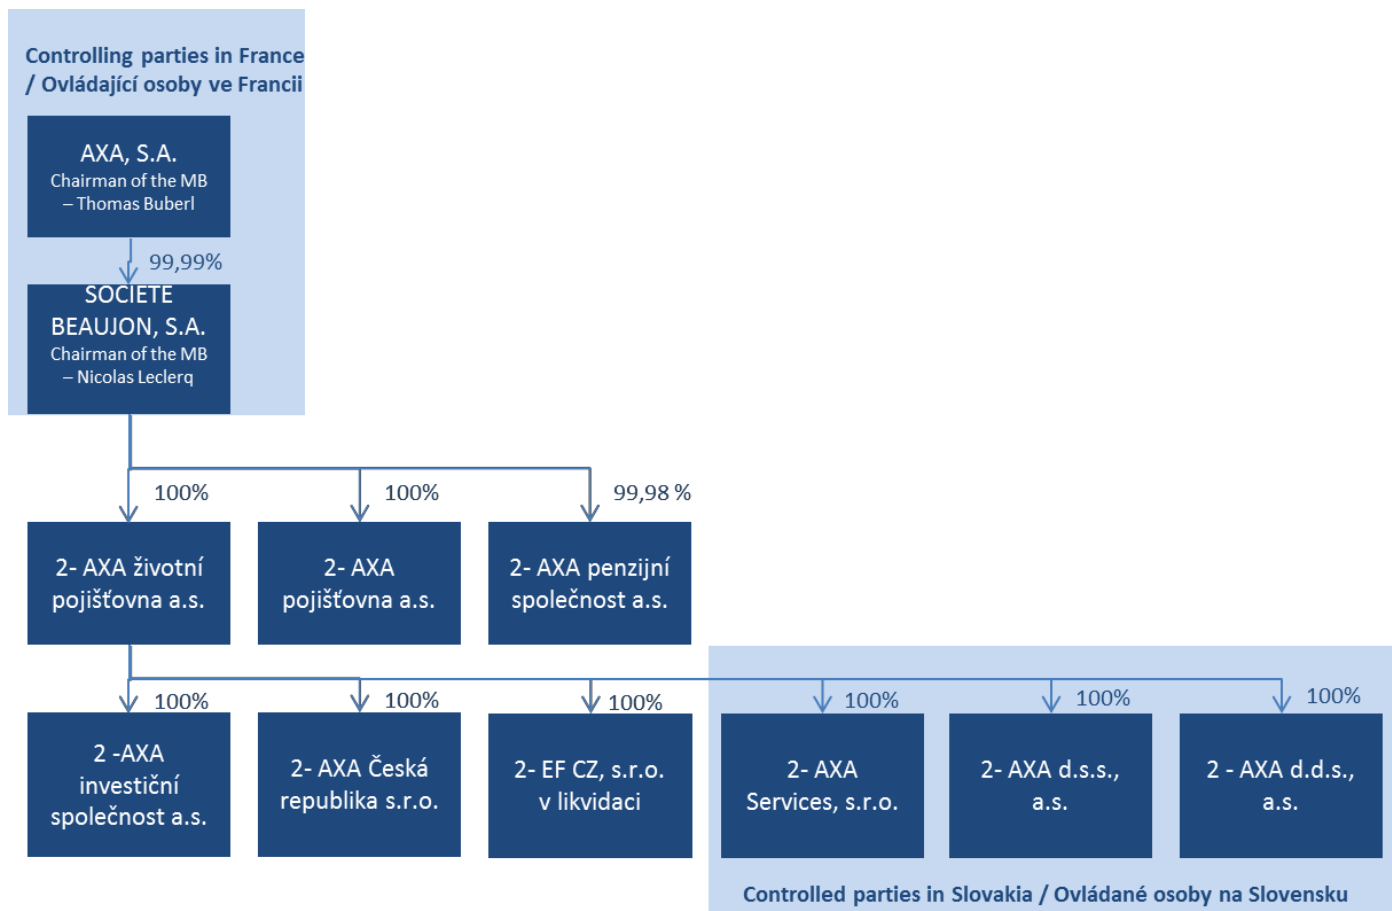 Controlling parties in France
/ Ovládající osoby ve Francii
AXA, S.A.
Chairman of the MB
– Thomas Buberl
99,99%
SOCIETE
BEAUJON, S.A.
Chairman of the MB
– Nicolas Leclerq
100%
100%
99,98 %
2- AXA životní
pojišťovna a.s.
2- AXA
pojišťovna a.s.
2- AXA penzijní
společnost a.s.
100%
100%
100%
100%
100%
100%
2 -AXA
investiční
společnost a.s.
2- AXA Česká
republika s.r.o.
2- EF CZ, s.r.o.
v likvidaci
2- AXA
Services, s.r.o.
2- AXA d.s.s.,
a.s.
2 - AXA d.d.s.,
a.s.
Controlled parties in Slovakia / Ovládané osoby na Slovensku